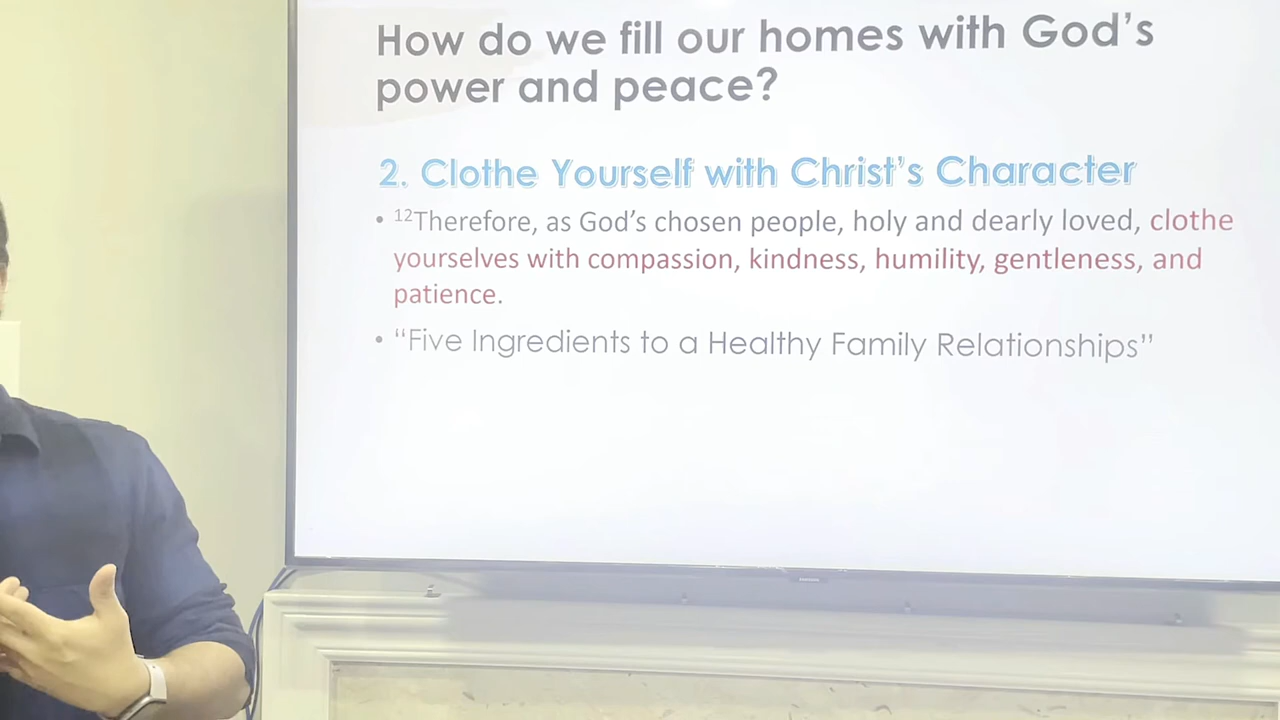 How do we fill our homes with God's
power and peace?
2. Clothe Yourself with Christ's Character
• ¹²Therefore, as God's chosen people, holy and dearly loved, clothe
yourselves with compassion, kindness, humility, gentleness, and
patience.
• “Five Ingredients to a Healthy Family Relationships”
SAMSUNG